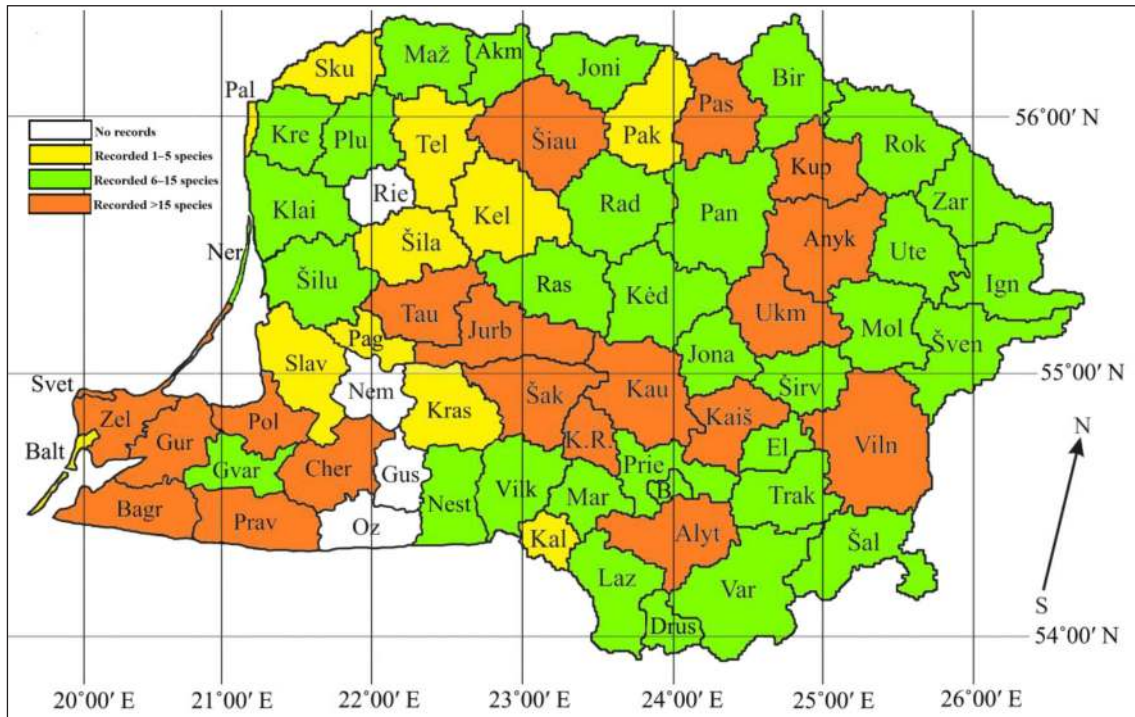 Maž
Akm
Sku
Joni
Bir
Pal
Pas
56°00′ N
No records
Recorded 1–5 species
Recorded 6–15 species
Recorded >15 species
Kre
Plu
Tel
Šiau
Pak
Rok
Kup
Rie
Klai
Kel
Rad
Pan
Zar
Anyk
Ner
Šila
Ute
Šilu
Ras
Kėd
Ign
Tau
Jurb
Ukm
Mol
Pag
Šven
Slav
Jona
55°00′ N
Svet
Nem
Kras
Šak
Kau
Širv
Zel
Pol
Kaiš
Gur
K.R.
Viln
N
Balt
Gvar
Cher
Gus
Prie
El
Bagr
Prav
Nest
Vilk
Mar
B
Trak
Oz
Kal
Alyt
Šal
Laz
Var
S
Drus
54°00′ N
20°00′ E
21°00′ E
22°00′ E
23°00′ E
24°00′ E
25°00′ E
26°00′ E